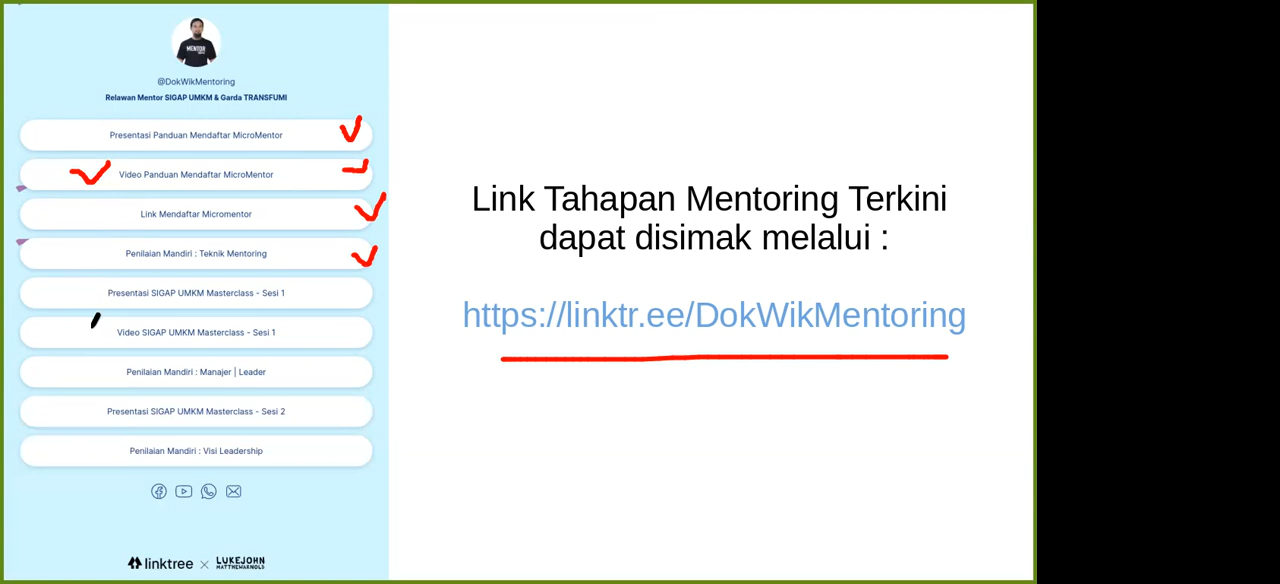 MENTOR
@DokWikMentoring
Relawan Mentor SIGAP UMKM & Garda TRANSFUMI
Presentasi Panduan Mendaftar MicroMentor
Video Panduan Mendaftar MicroMentor
Link Mendaftar Micromentor
Penilaian Mandiri : Teknik Mentoring
Presentasi SIGAP UMKM Masterclass - Sesi 1
Video SIGAP UMKM Masterclass - Sesi 1
Penilaian Mandiri : Manajer | Leader
Presentasi SIGAP UMKM Masterclass - Sesi 2
Penilaian Mandiri : Visi Leadership
linktree × LUKEJOHN
MATTHEWARNOLD
Link Tahapan Mentoring Terkini
dapat disimak melalui :
https://linktr.ee/DokWikMentoring